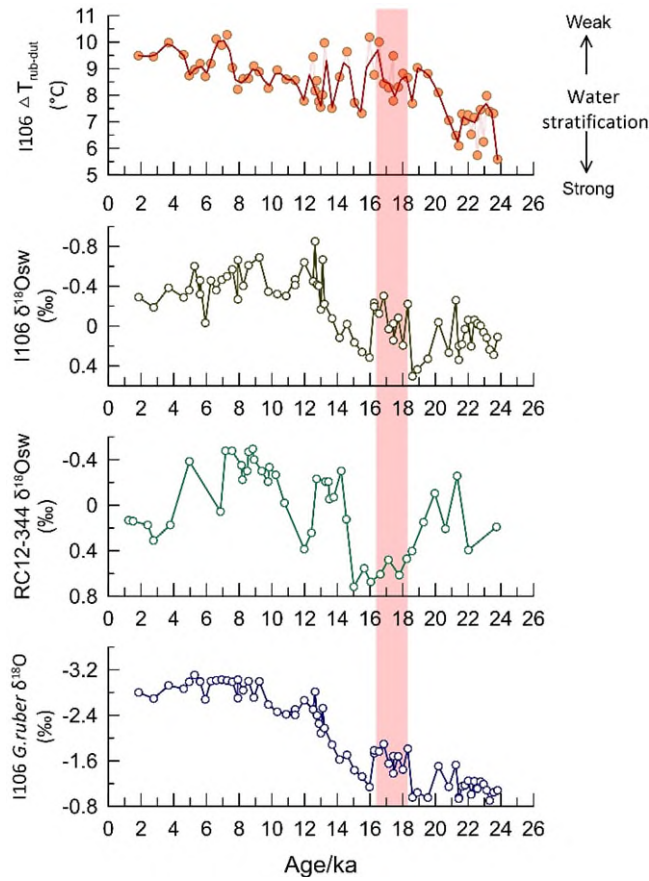 11
10
9
8
7
6
5
I106 △ T rub-dut
(°C)
Weak
Water
stratification
Strong
0 2 4 6 8 10 12 14 16 18 20 22 24 26
-0.8
-0.4
0
0.4
I106 δ18Osw
(‰)
0 2 4 6 8 10 12 14 16 18 20 22 24 26
-0.4
0
0.4
0.8
RC12-344 δ18Osw
(‰)
0 2 4 6 8 10 12 14 16 18 20 22 24 26
-3.2
-2.4
-1.6
-0.8
I106 G.ruber δ18O
(‰)
0 2 4 6 8 10 12 14 16 18 20 22 24 26
Age/ka